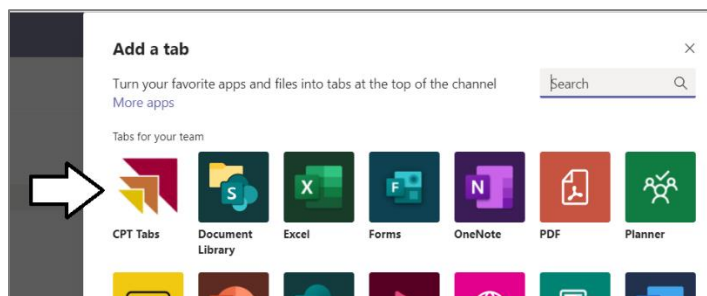 Add a tab
Turn your favorite apps and files into tabs at the top of the channel
Search
More apps
Tabs for your team
S
X
F
N
CPT Tabs
Document
Library
Excel
Forms
OneNote
PDF
Planner